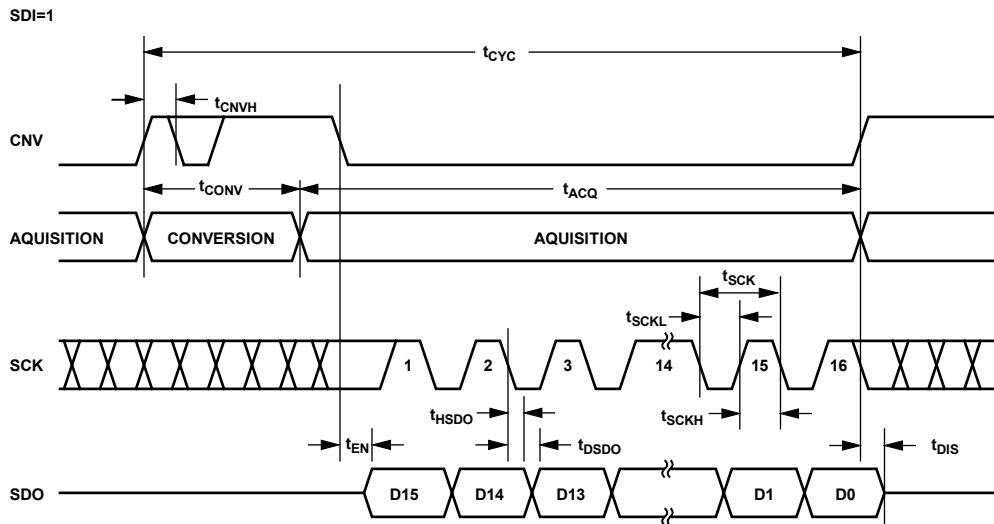 SDI=1
tCYC
tCNVH
CNV
tCONV
tACQ
AQUISITION CONVERSION AQUISITION
tSCK
tSCKL
SCK 1 2 3 14 15 16
tHSDO
tSCKH
tEN
tDSDO
tDIS
SDO D15 D14 D13 D1 D0